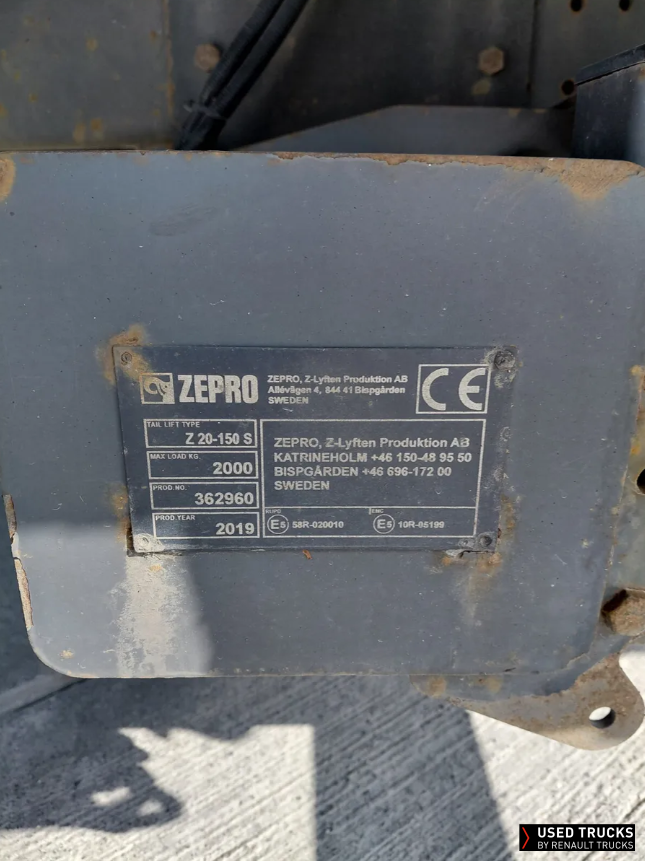 ZEPRO
ZEPRO, Z-Lyften Produktion AB
Allévägen 4, 844 41 Bispgården
SWEDEN
CE
TAIL LIFT TYPE
Z 20-150 S
MAX LOAD KG.
2000
PROD.NO.
362960
PROD.YEAR
2019
ZEPRO, Z-Lyften Produktion AB
KATRINEHOLM +46 150-48 95 50
BISPGÅRDEN +46 696-172 00
SWEDEN
RUPD
E5 58R-020010
EMC
E5 10R-05199
USED TRUCKS
BY RENAULT TRUCKS